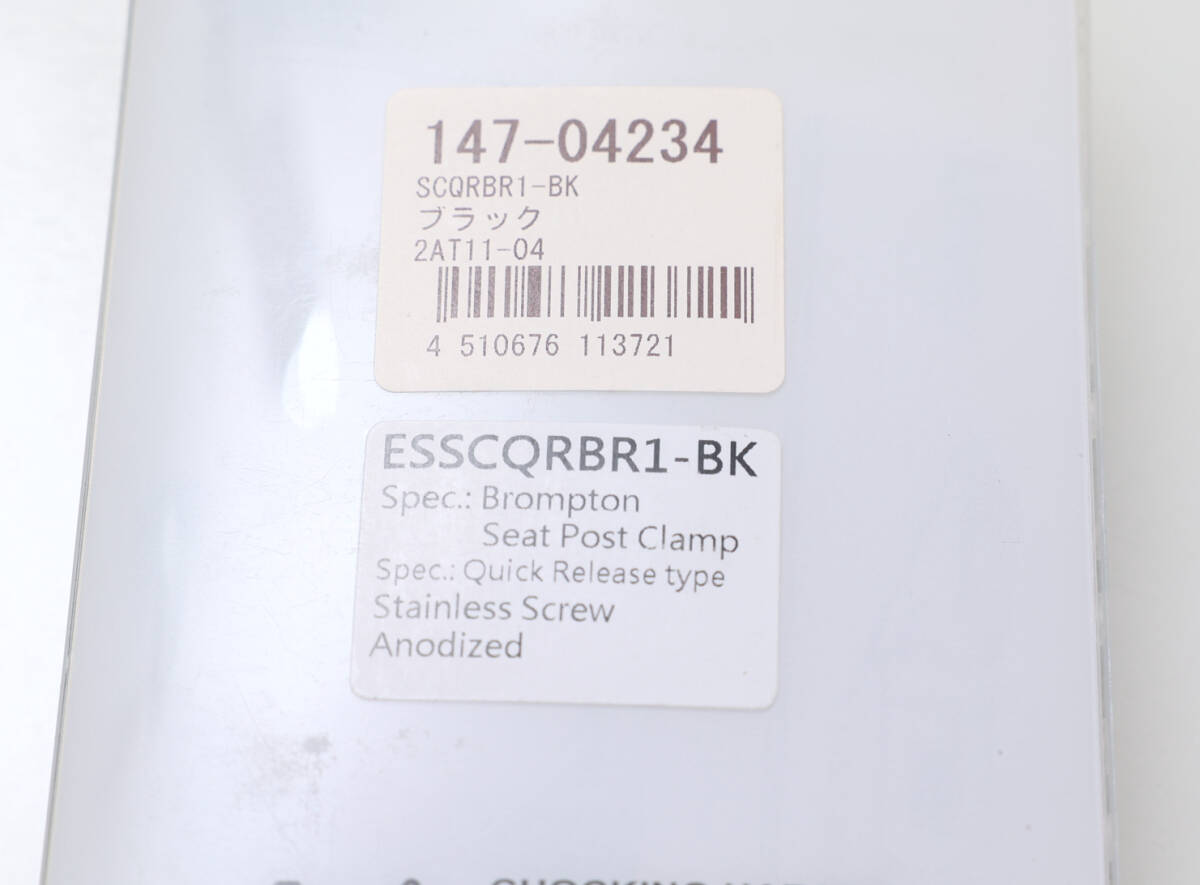 147-04234
SCQRBR1-BK
ブラック
2AT11-04
4 510676 113721
ESSCQRBR1-BK
Spec.: Brompton
Seat Post Clamp
Spec.: Quick Release type
Stainless Screw
Anodized